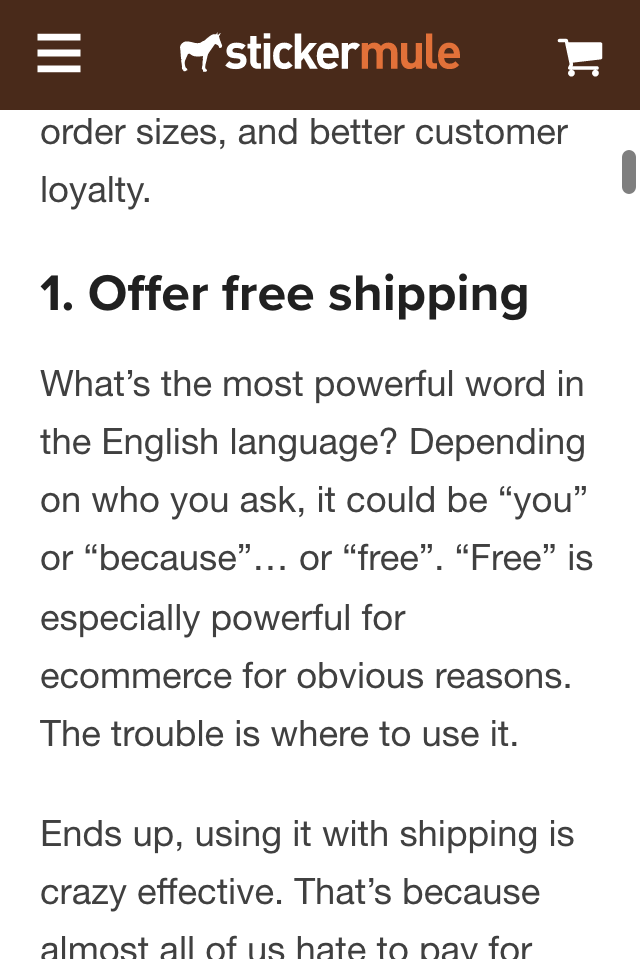 stickermule
order sizes, and better customer
loyalty.
1. Offer free shipping
What’s the most powerful word in
the English language? Depending
on who you ask, it could be “you”
or “because”… or “free”. “Free” is
especially powerful for
ecommerce for obvious reasons.
The trouble is where to use it.
Ends up, using it with shipping is
crazy effective. That’s because
almost all of us hate to pay for